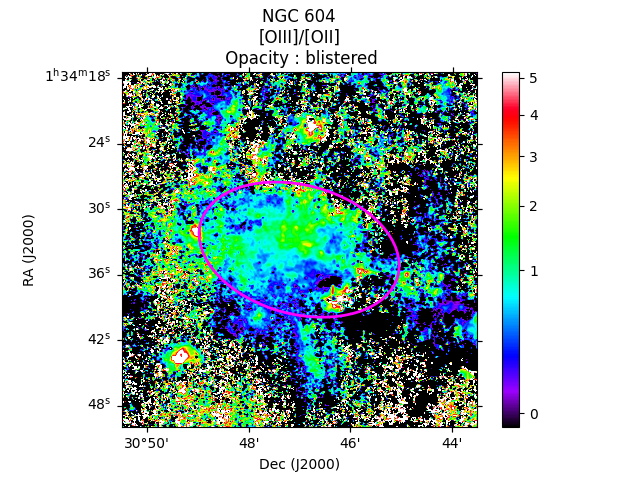 NGC 604
[OIII]/[OII]
Opacity : blistered
1ʰ34ᵐ18ˢ
24ˢ
30ˢ
36ˢ
42ˢ
48ˢ
RA (J2000)
30°50' 48' 46' 44'
Dec (J2000)
5
4
3
2
1
0